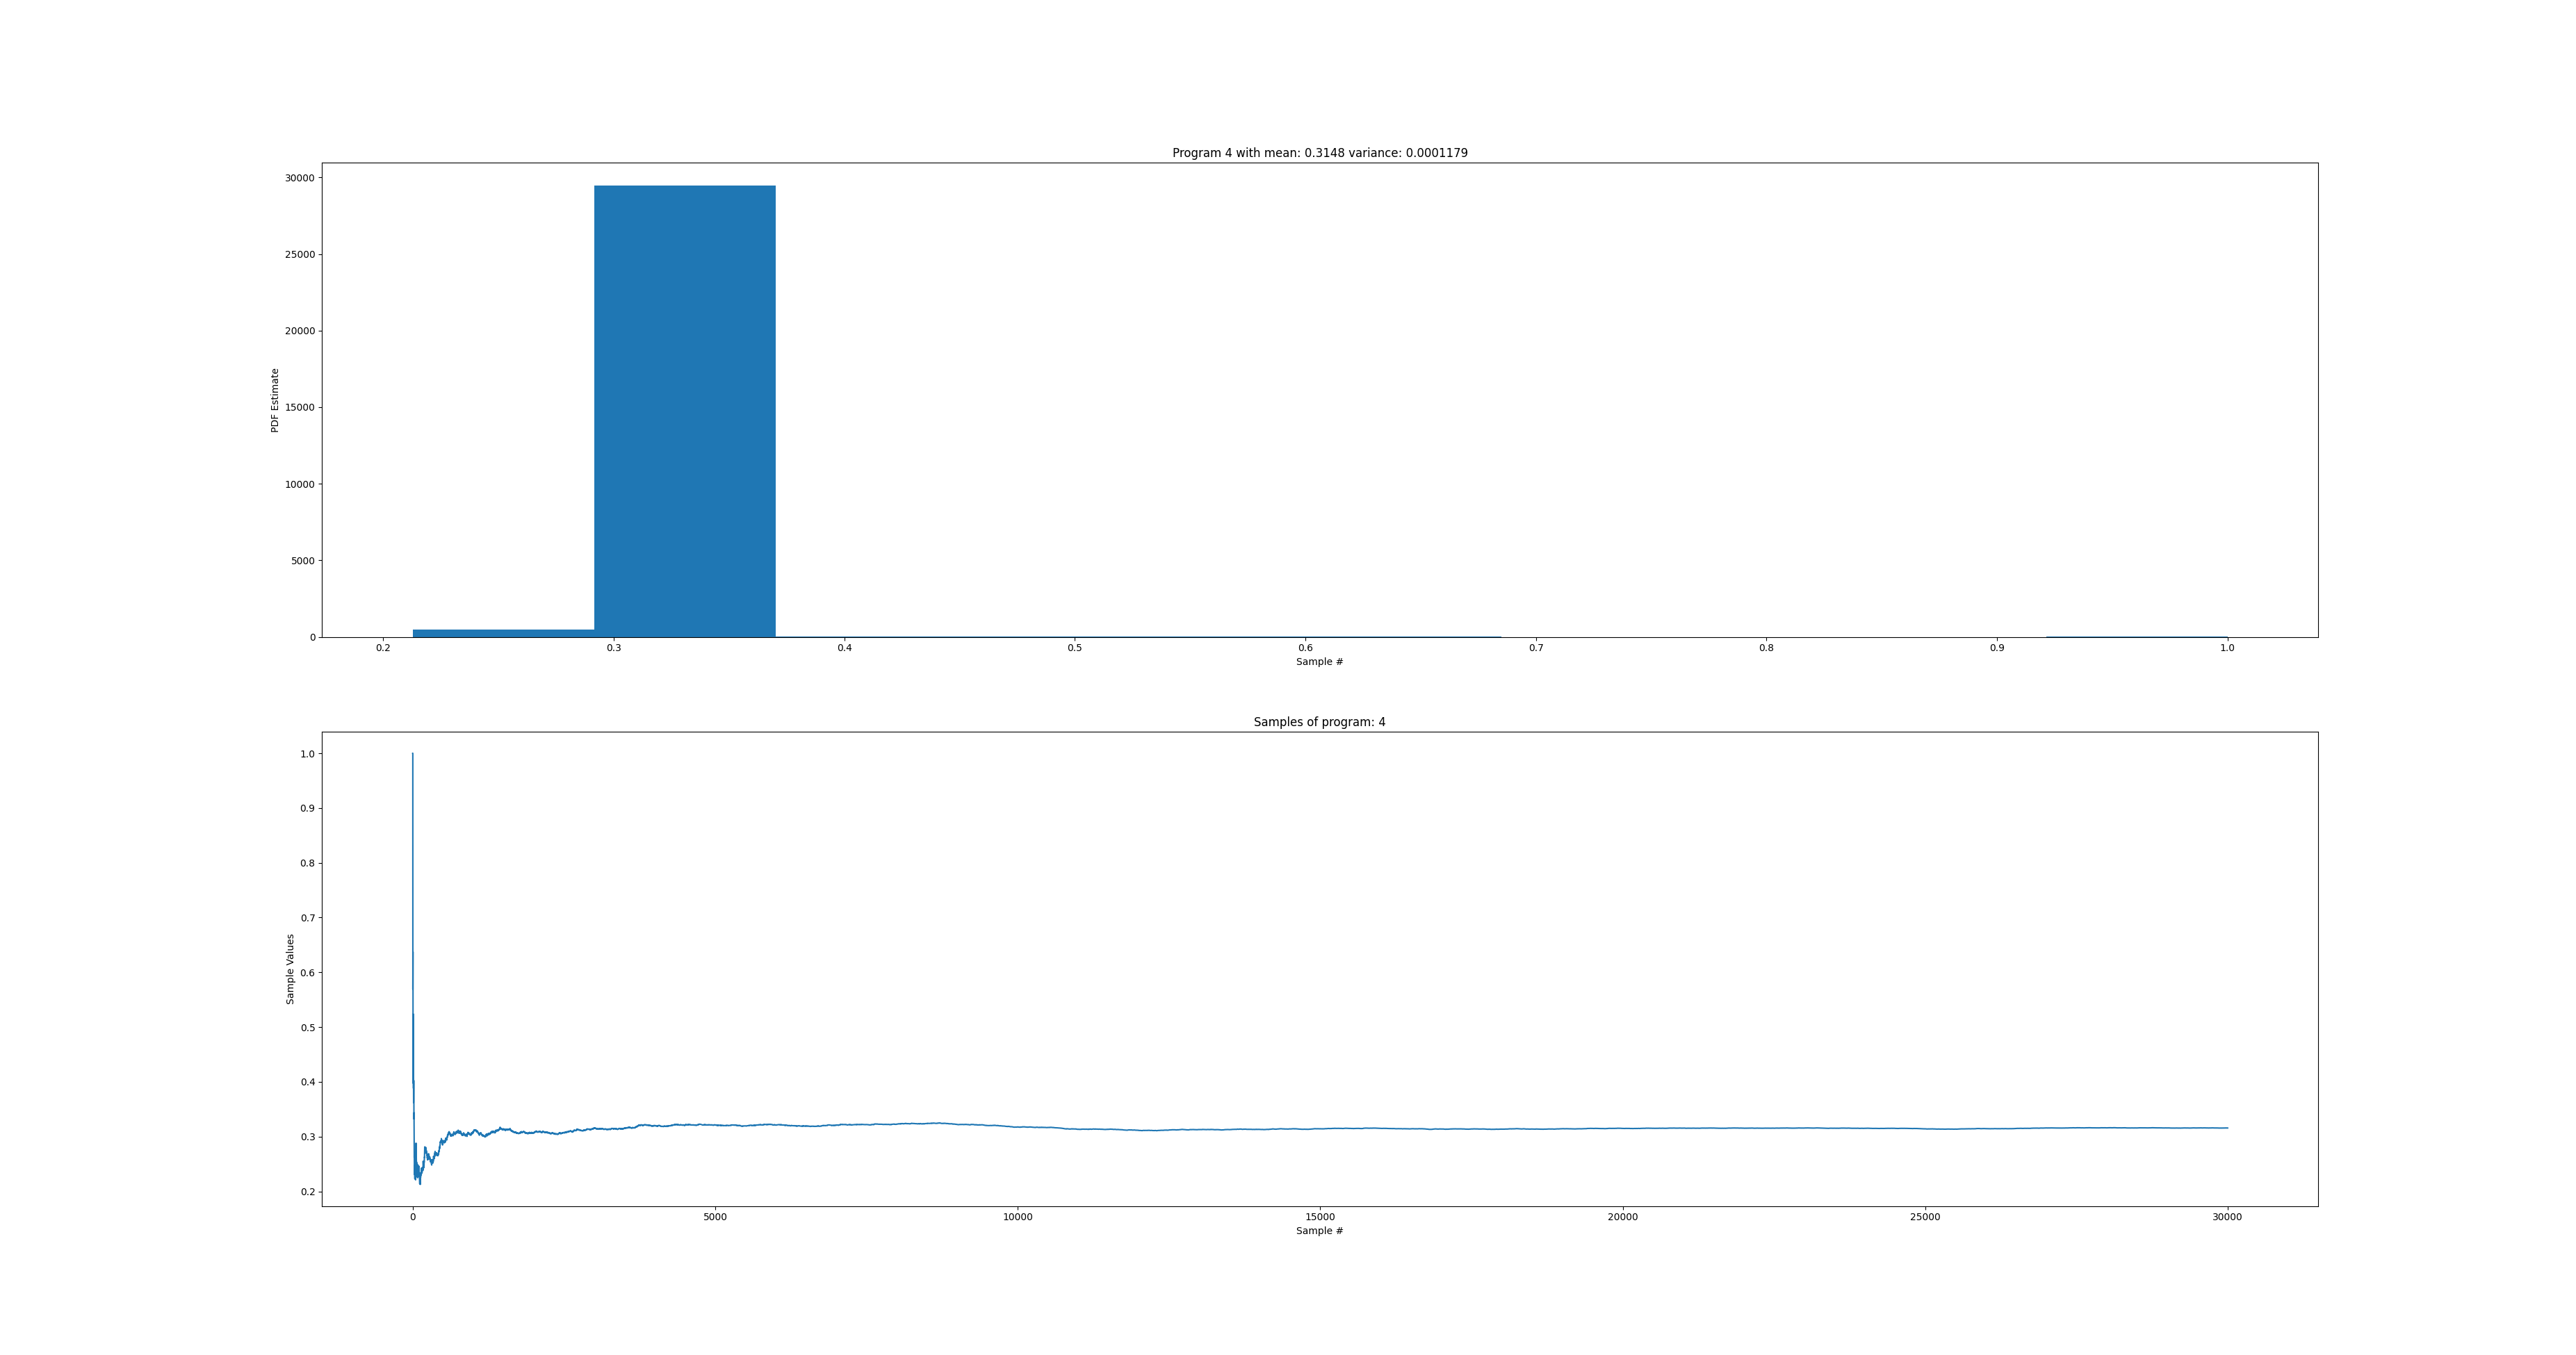 Program 4 with mean: 0.3148 variance: 0.0001179
30000
25000
20000
15000
10000
5000
0
PDF Estimate
0.2 0.3 0.4 0.5 0.6 0.7 0.8 0.9 1.0
Sample #
Samples of program: 4
1.0
0.9
0.8
0.7
0.6
0.5
0.4
0.3
0.2
Sample Values
0 5000 10000 15000 20000 25000 30000
Sample #